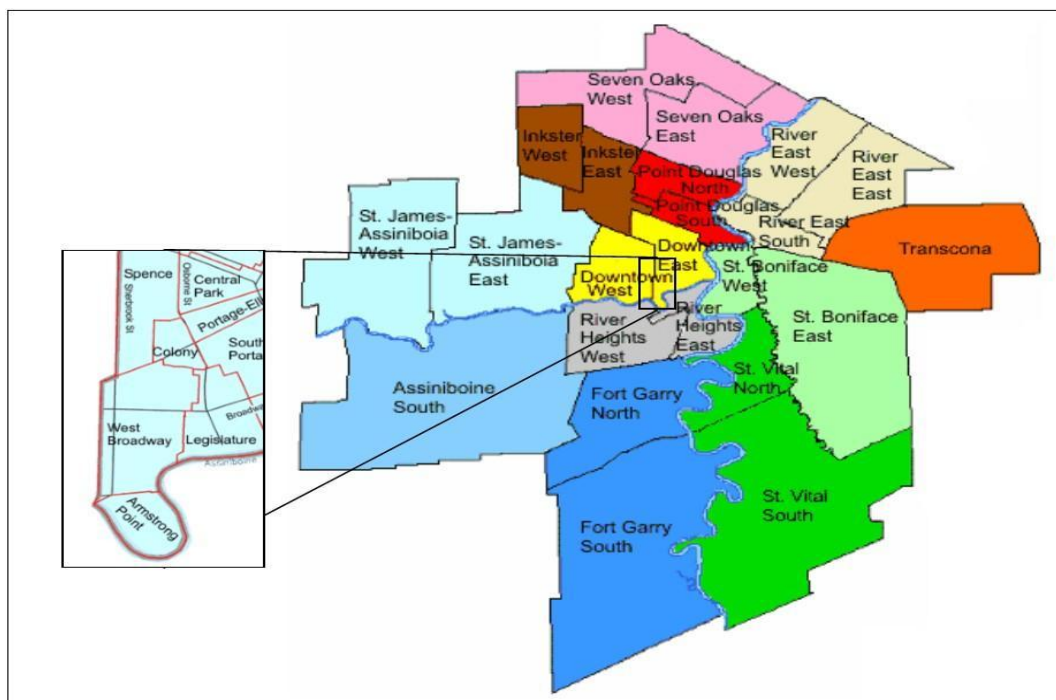 Seven Oaks
West
Seven Oaks
East
Inkster
West
Inkster
East
River
East
West
River
East
East
Point Douglas
North
Point Douglas
South
River East
South
Transcona
St. James-
Assiniboia
West
St. James-
Assiniboia
East
Downtown
East
Downtown
West
St. Boniface
West
St. Boniface
East
River
Heights
West
River
Heights
East
St. Vital
North
Assiniboine
South
Fort Garry
North
St. Vital
South
Fort Garry
South
Spence
Sherbrook St
Osborne St
Central
Park
Portage-Elli
Colony
South
Porta
Broadwa
West
Broadway
Legislature
Assiniboine
Armstrong
Point